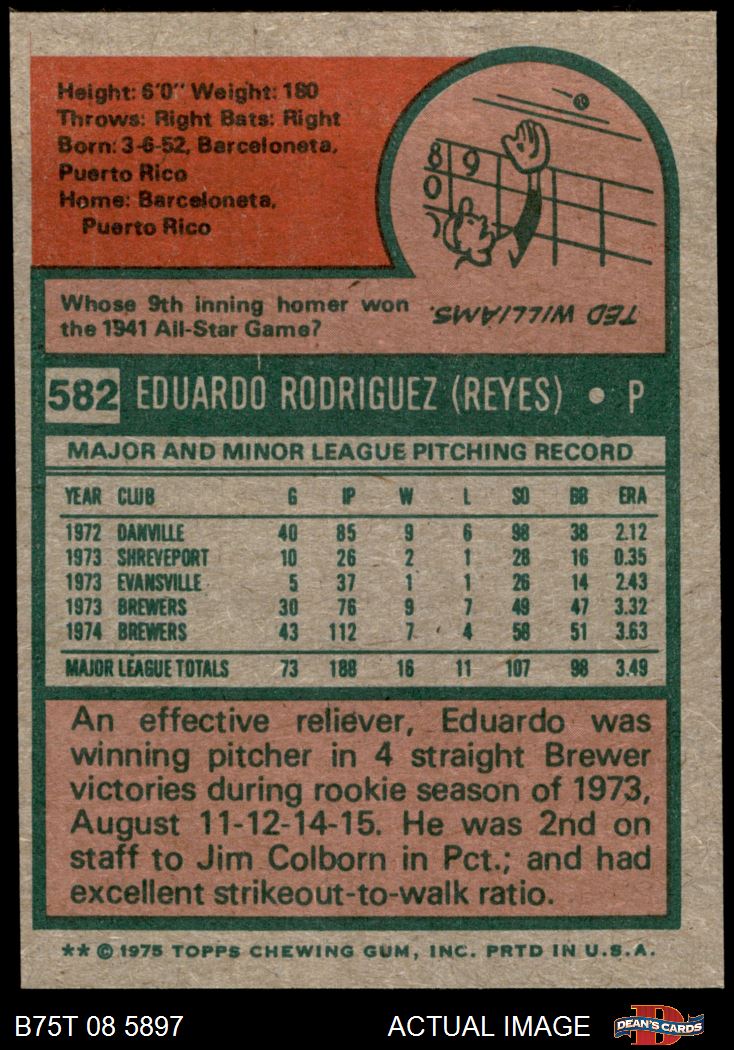 Height: 6'0" Weight: 180
Throws: Right Bats: Right
Born: 3-6-52, Barceloneta,
Puerto Rico
Home: Barceloneta,
Puerto Rico
8 9
0
Whose 9th inning homer won
the 1941 All-Star Game?
TED WILLIAMS.
582 EDUARDO RODRIGUEZ (REYES) • P
MAJOR AND MINOR LEAGUE PITCHING RECORD
YEAR CLUB G IP W L SO BB ERA
1972 DANVILLE 40 85 9 6 98 38 2.12
1973 SHREVEPORT 10 26 2 1 28 16 0.35
1973 EVANSVILLE 5 37 1 1 26 14 2.43
1973 BREWERS 30 76 9 7 49 47 3.32
1974 BREWERS 43 112 7 4 58 51 3.63
MAJOR LEAGUE TOTALS 73 188 16 11 107 98 3.49
An effective reliever, Eduardo was
winning pitcher in 4 straight Brewer
victories during rookie season of 1973,
August 11-12-14-15. He was 2nd on
staff to Jim Colborn in Pct.; and had
excellent strikeout-to-walk ratio.
** © 1975 TOPPS CHEWING GUM, INC. PRTD IN U.S.A.
B75T 08 5897 ACTUAL IMAGE DEAN'S CARDS